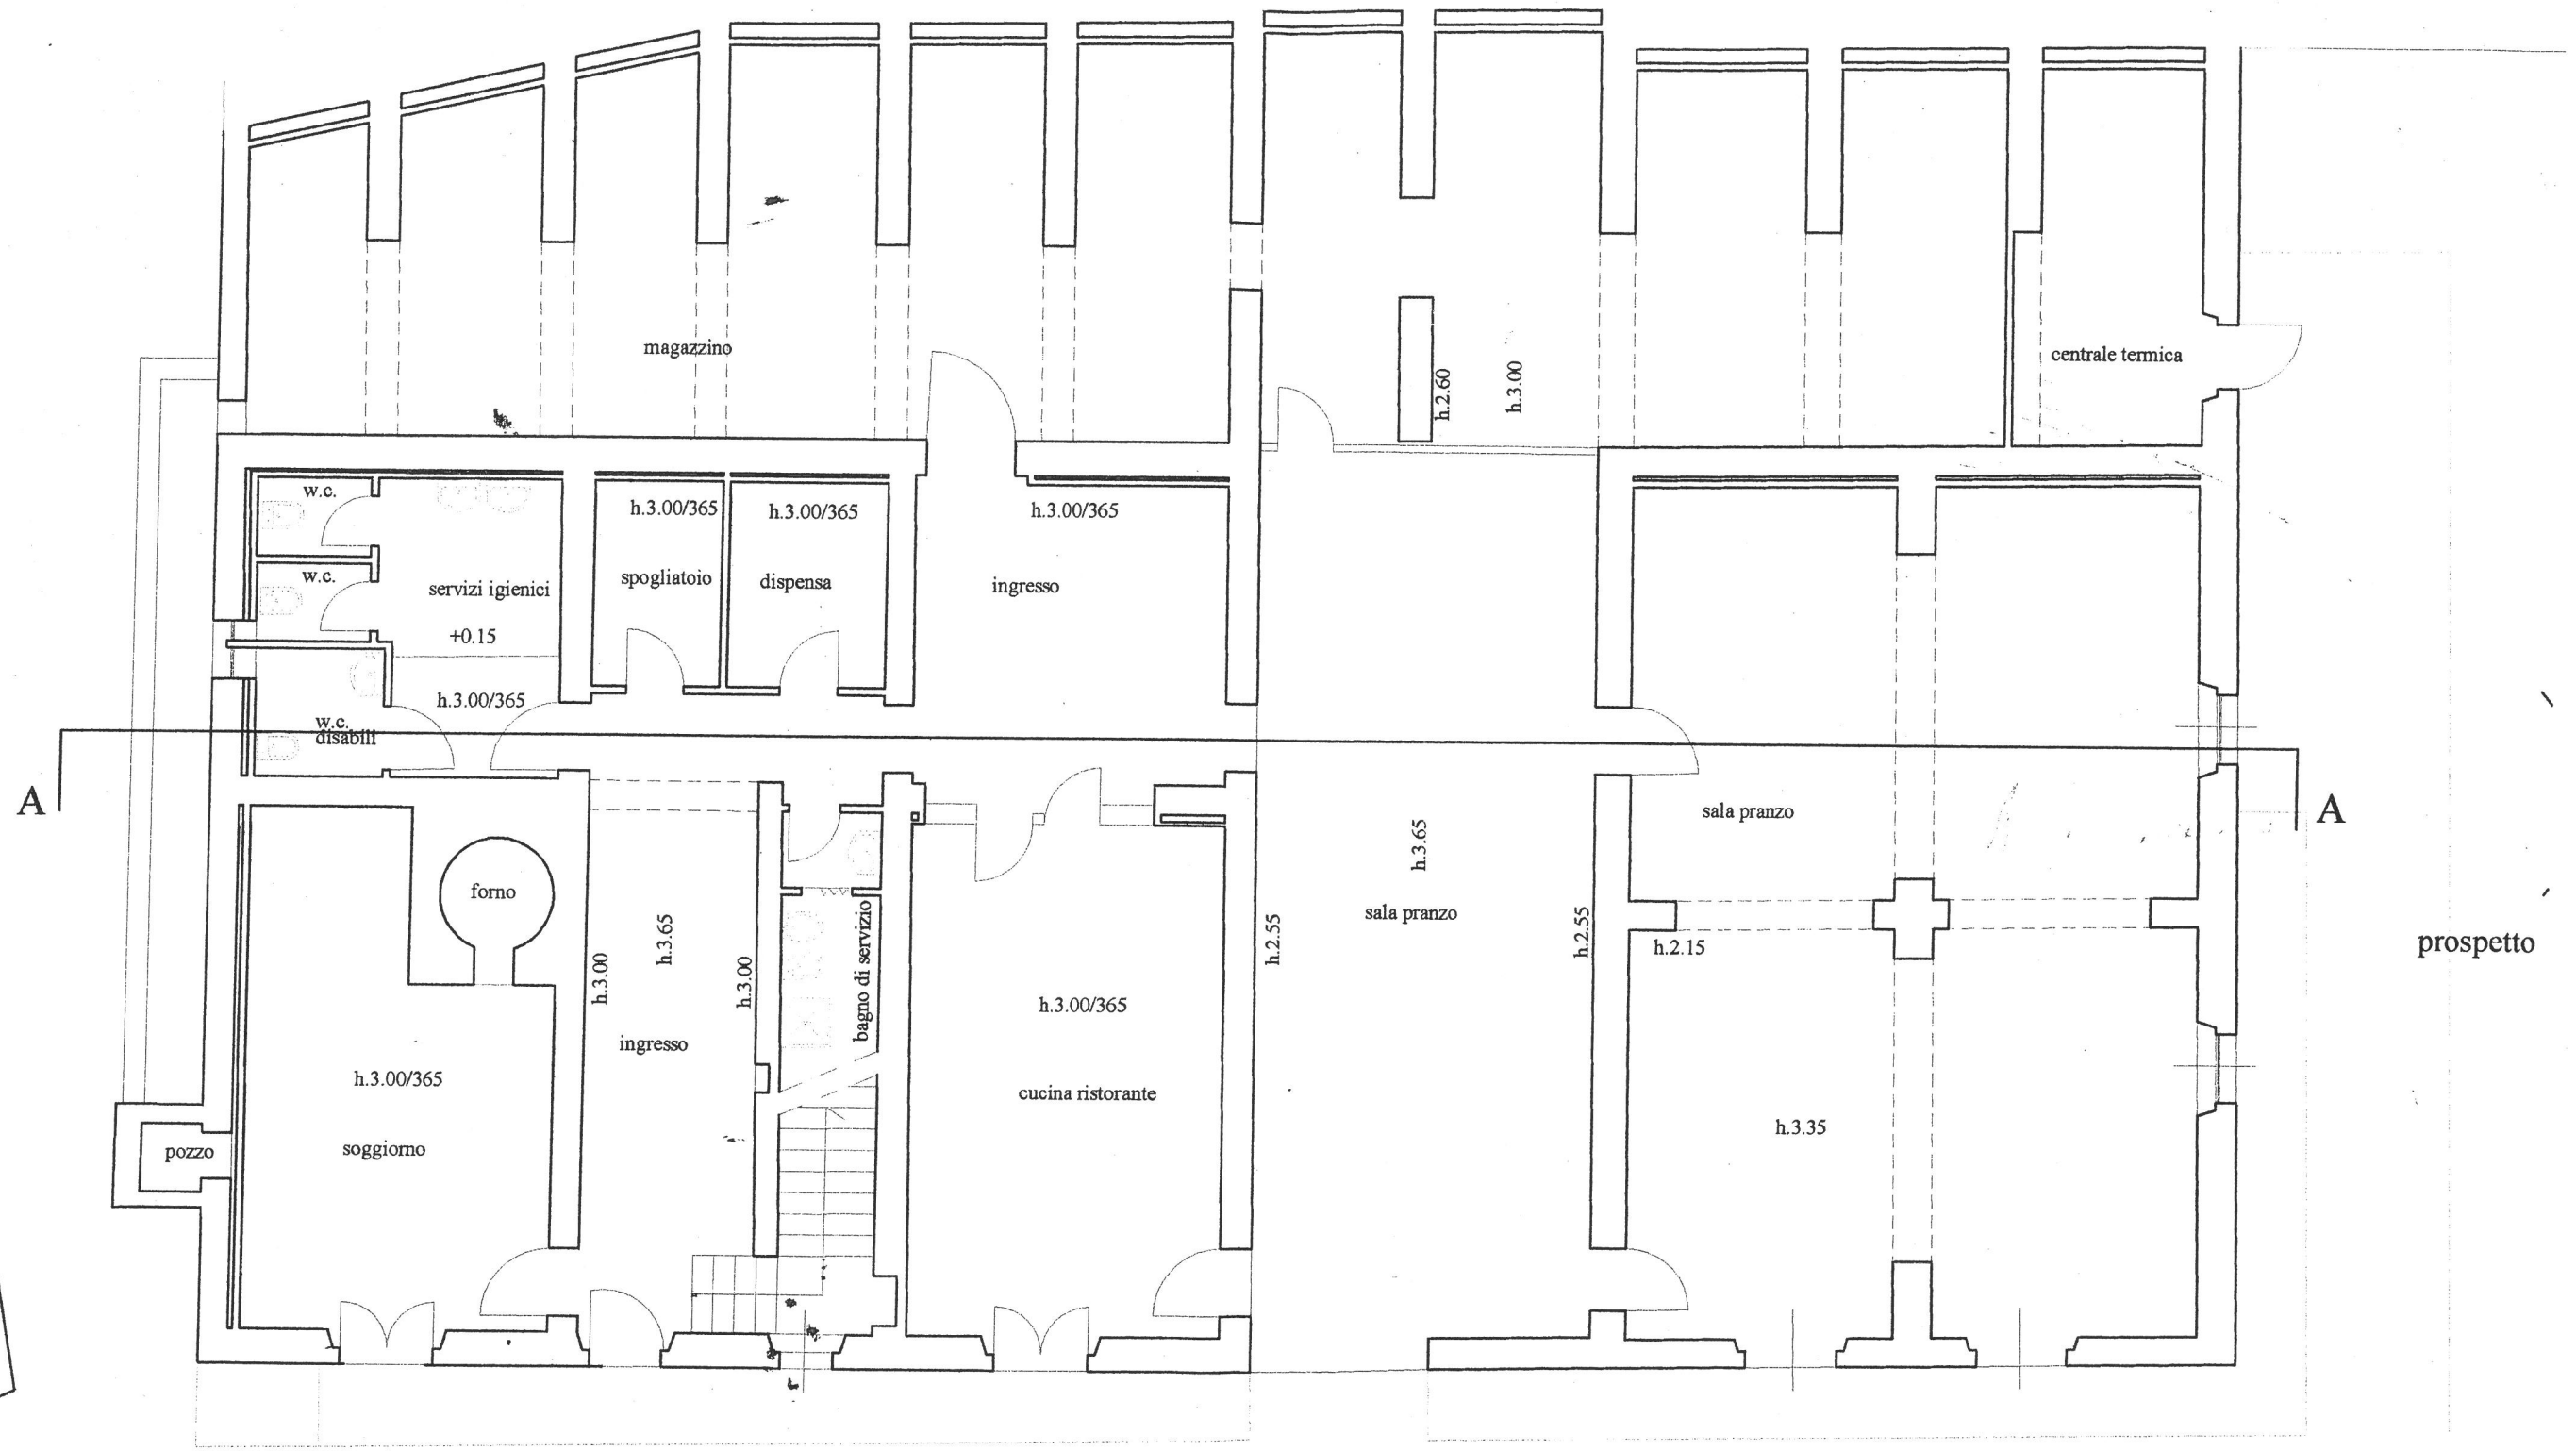 magazzino
h.2.60
h.3.00
centrale termica
w.c.
h.3.00/365
h.3.00/365
h.3.00/365
w.c.
servizi igienici
spogliatoio
dispensa
ingresso
+0.15
h.3.00/365
w.c.
disabili
A
A
sala pranzo
forno
h.3.65
h.3.00
h.3.00
bagno di servizio
h.2.55
h.3.65
sala pranzo
h.2.55
h.2.15
prospetto
h.3.00/365
ingresso
h.3.00/365
cucina ristorante
h.3.35
pozzo
soggiorno